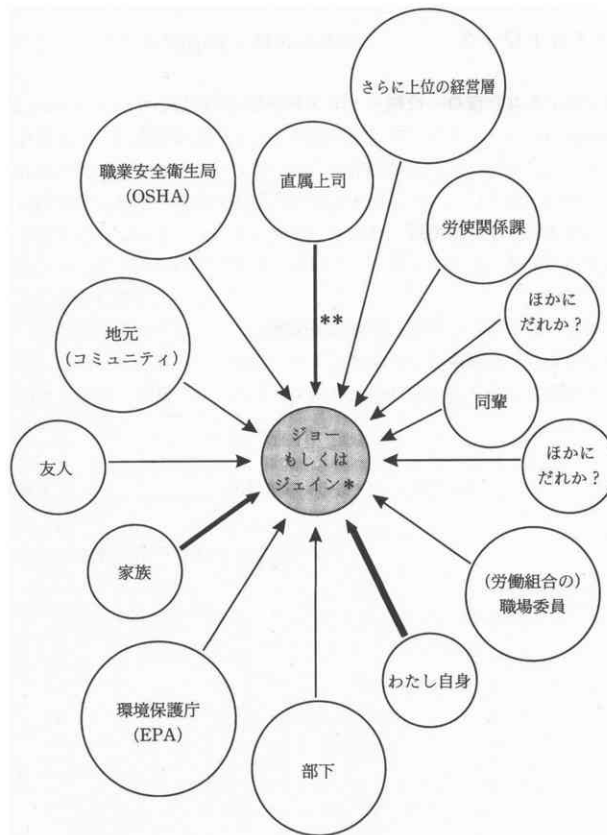 さらに上位の経営層
職業安全衛生局
(OSHA)
直属上司
労使関係課
ほかに
だれか？
**
地元
(コミュニティ)
同輩
ジョー
もしくは
ジェイン*
友人
ほかに
だれか？
家族
(労働組合の)
職場委員
わたし自身
環境保護庁
(EPA)
部下